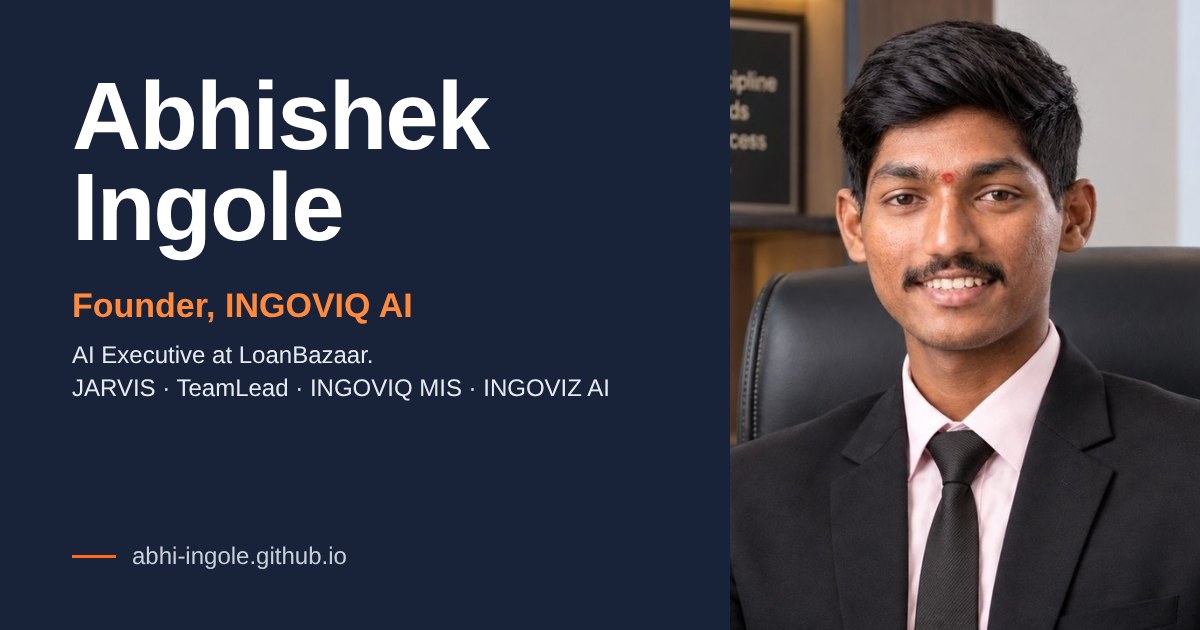 Abhishek
Ingole
Founder, INGOVIQ AI
AI Executive at LoanBazaar.
JARVIS · TeamLead · INGOVIQ MIS · INGOVIZ AI
abhi-ingole.github.io